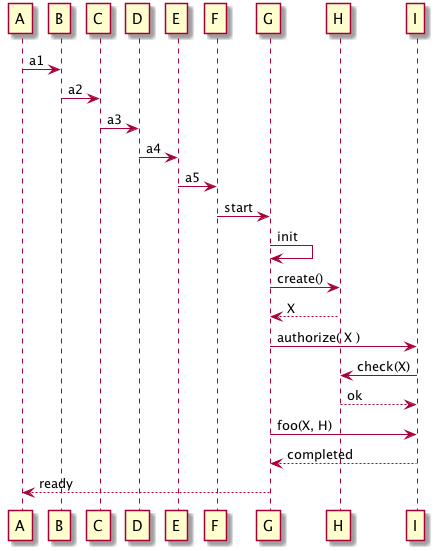 A B C D E F G H I
a1
a2
a3
a4
a5
start
init
create()
X
authorize( X )
check(X)
ok
foo(X, H)
completed
ready
A B C D E F G H I